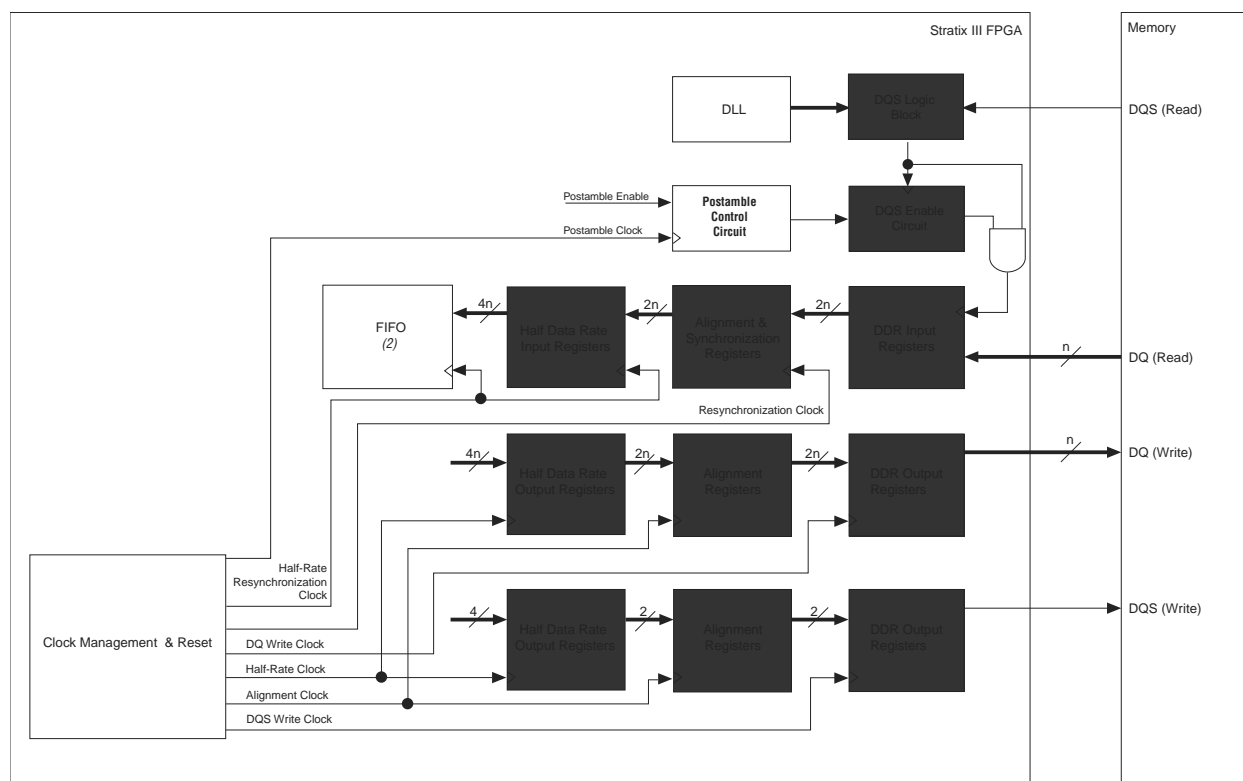 Stratix III FPGA
Memory
DLL
DQS Logic
Block
DQS (Read)
Postamble Enable
Postamble
Control
Circuit
DQS Enable
Circuit
Postamble Clock
4n
2n
2n
FIFO
(2)
Half Data Rate
Input Registers
Alignment &
Synchronization
Registers
DDR Input
Registers
n
DQ (Read)
Resynchronization Clock
4n
2n
2n
n
Half Data Rate
Output Registers
Alignment
Registers
DDR Output
Registers
DQ (Write)
Half-Rate
Resynchronization
Clock
4
2
2
Half Data Rate
Output Registers
Alignment
Registers
DDR Output
Registers
DQS (Write)
Clock Management & Reset
DQ Write Clock
Half-Rate Clock
Alignment Clock
DQS Write Clock